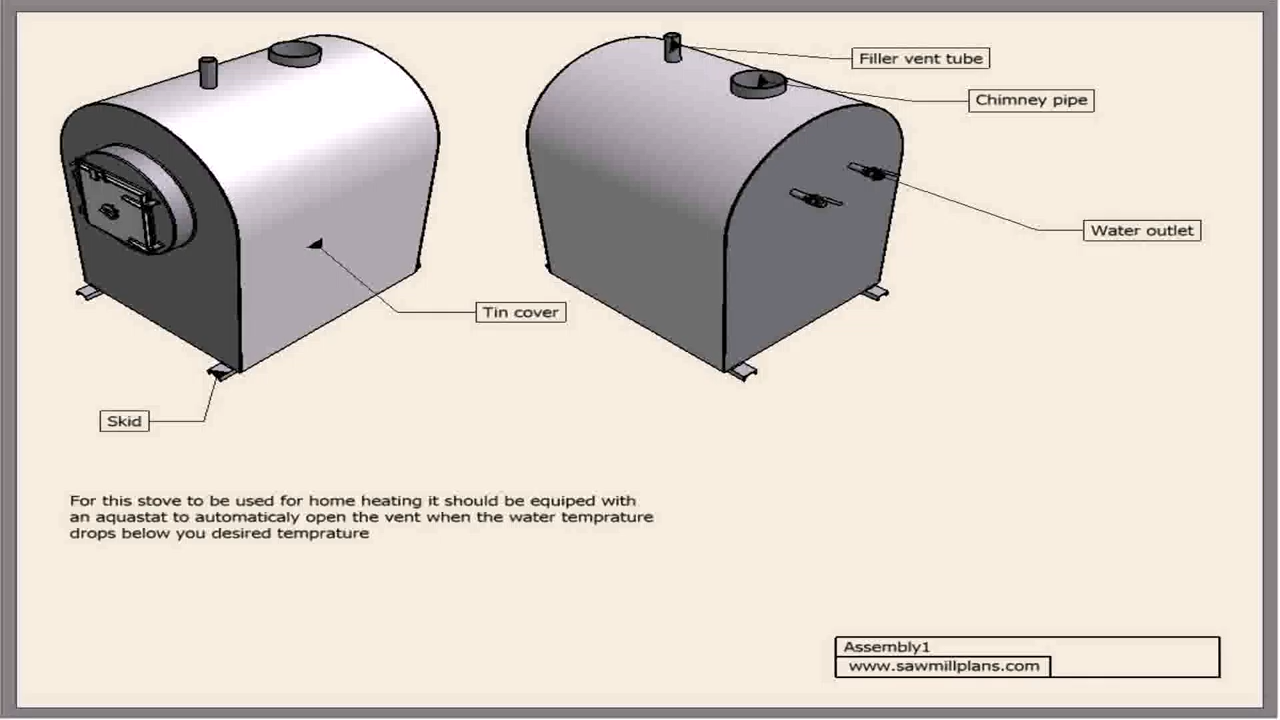 Filler vent tube
Chimney pipe
Water outlet
Tin cover
Skid
For this stove to be used for home heating it should be equiped with
an aquastat to automaticaly open the vent when the water temprature
drops below you desired temprature
Assembly1
www.sawmillplans.com